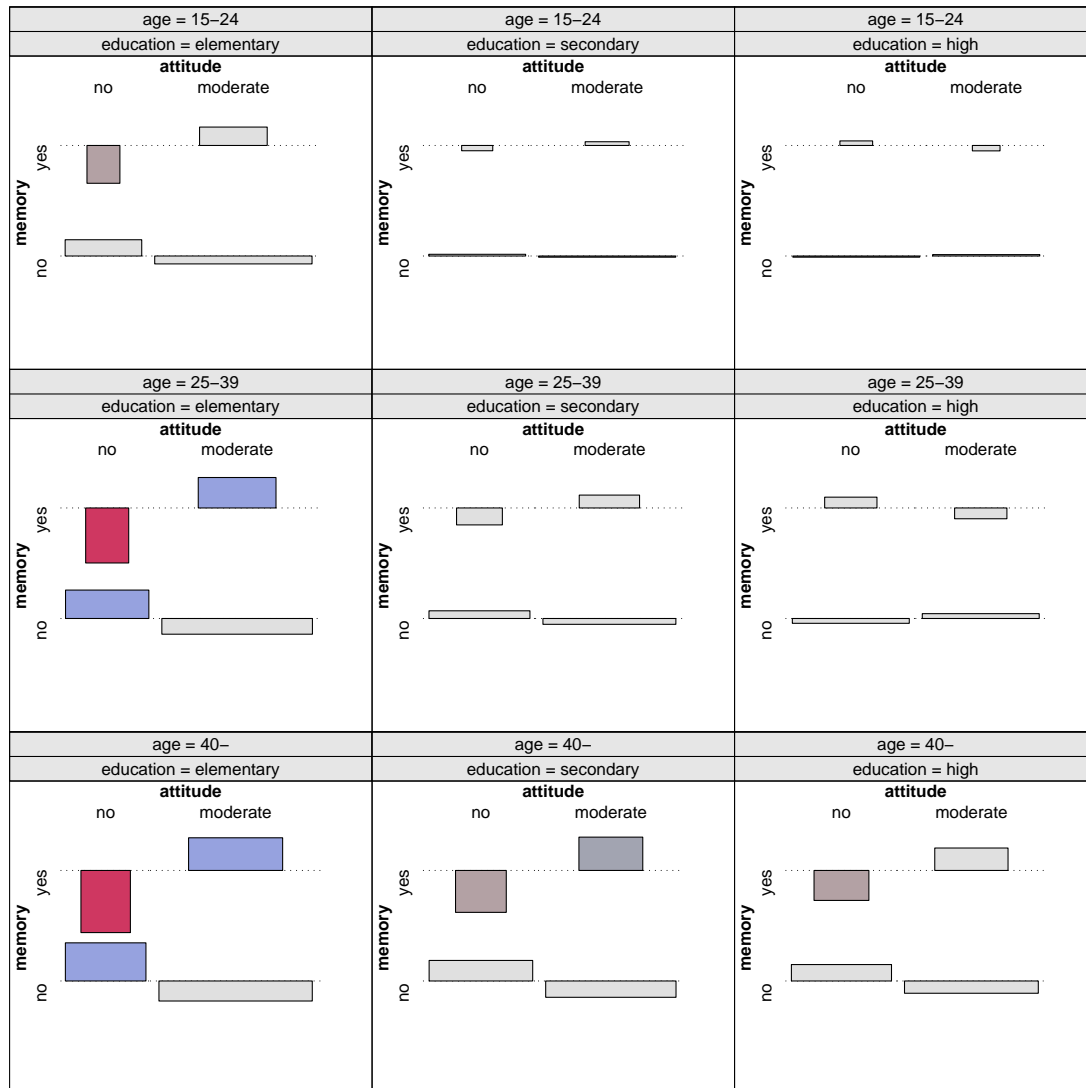 age = 15−24
education = elementary
attitude
no moderate
memory
yes
no
age = 15−24
education = secondary
attitude
no moderate
memory
yes
no
age = 15−24
education = high
attitude
no moderate
memory
yes
no
age = 25−39
education = elementary
attitude
no moderate
memory
yes
no
age = 25−39
education = secondary
attitude
no moderate
memory
yes
no
age = 25−39
education = high
attitude
no moderate
memory
yes
no
age = 40−
education = elementary
attitude
no moderate
memory
yes
no
age = 40−
education = secondary
attitude
no moderate
memory
yes
no
age = 40−
education = high
attitude
no moderate
memory
yes
no